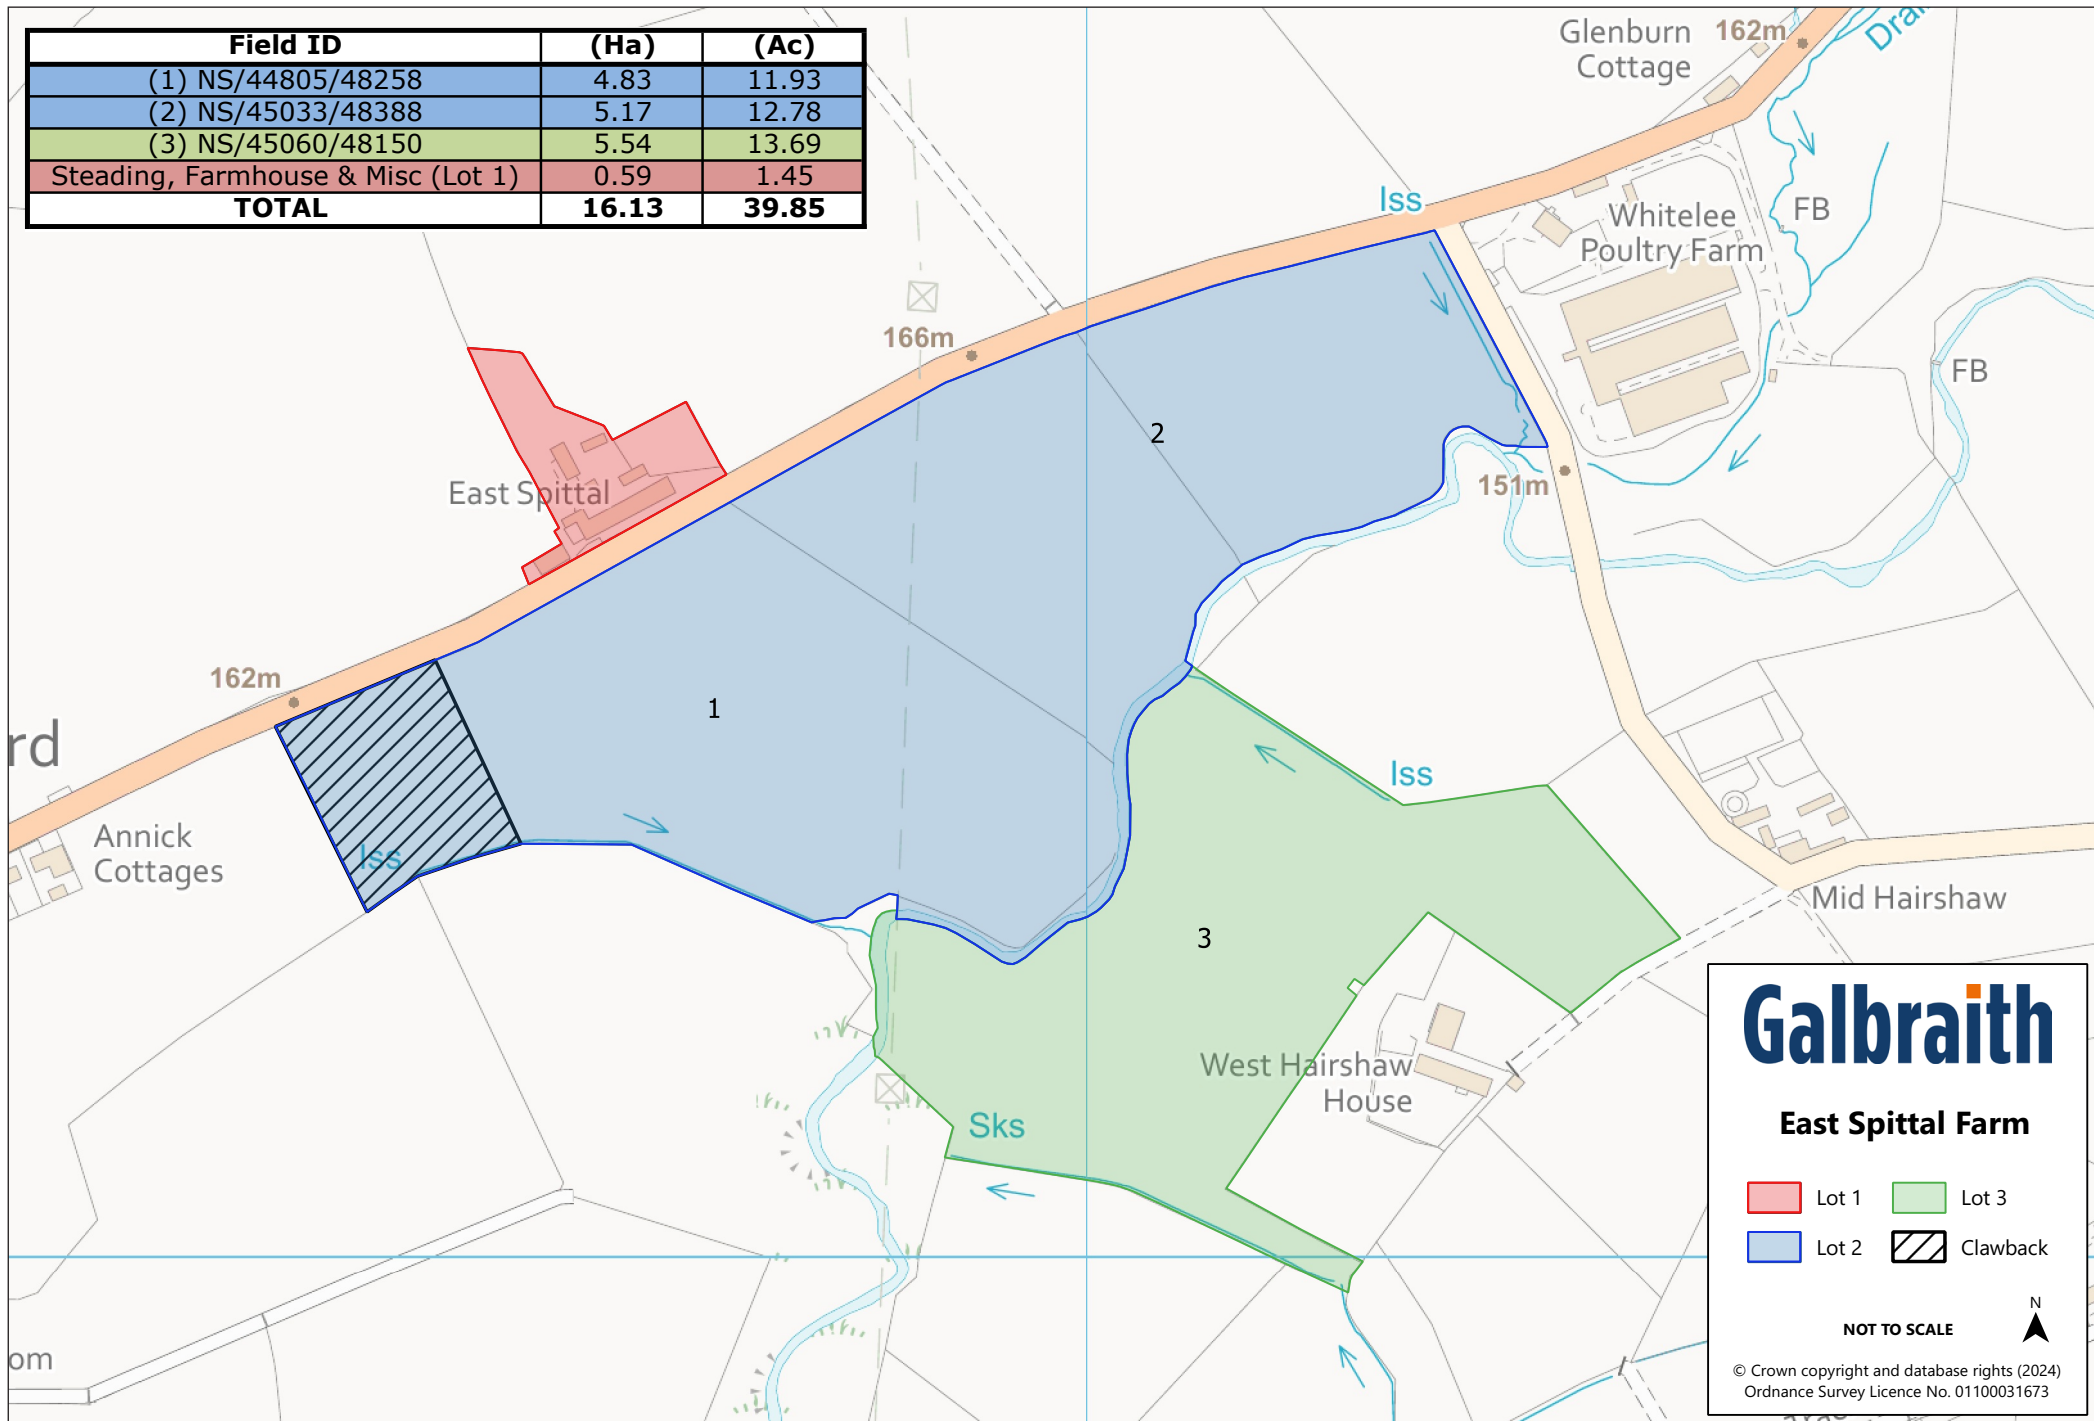 Field ID (Ha) (Ac)
(1) NS/44805/48258 4.83 11.93
(2) NS/45033/48388 5.17 12.78
(3) NS/45060/48150 5.54 13.69
Steading, Farmhouse & Misc (Lot 1) 0.59 1.45
TOTAL 16.13 39.85
Glenburn
Cottage
162m
Iss
Whitelee
Poultry Farm
FB
166m
FB
2
East Spittal
151m
162m
1
rd
Iss
Annick
Cottages
Iss
Mid Hairshaw
3
West Hairshaw
House
Sks
om
Galbraith
East Spittal Farm
Lot 1
Lot 3
Lot 2
Clawback
N
NOT TO SCALE
© Crown copyright and database rights (2024)
Ordnance Survey Licence No. 01100031673